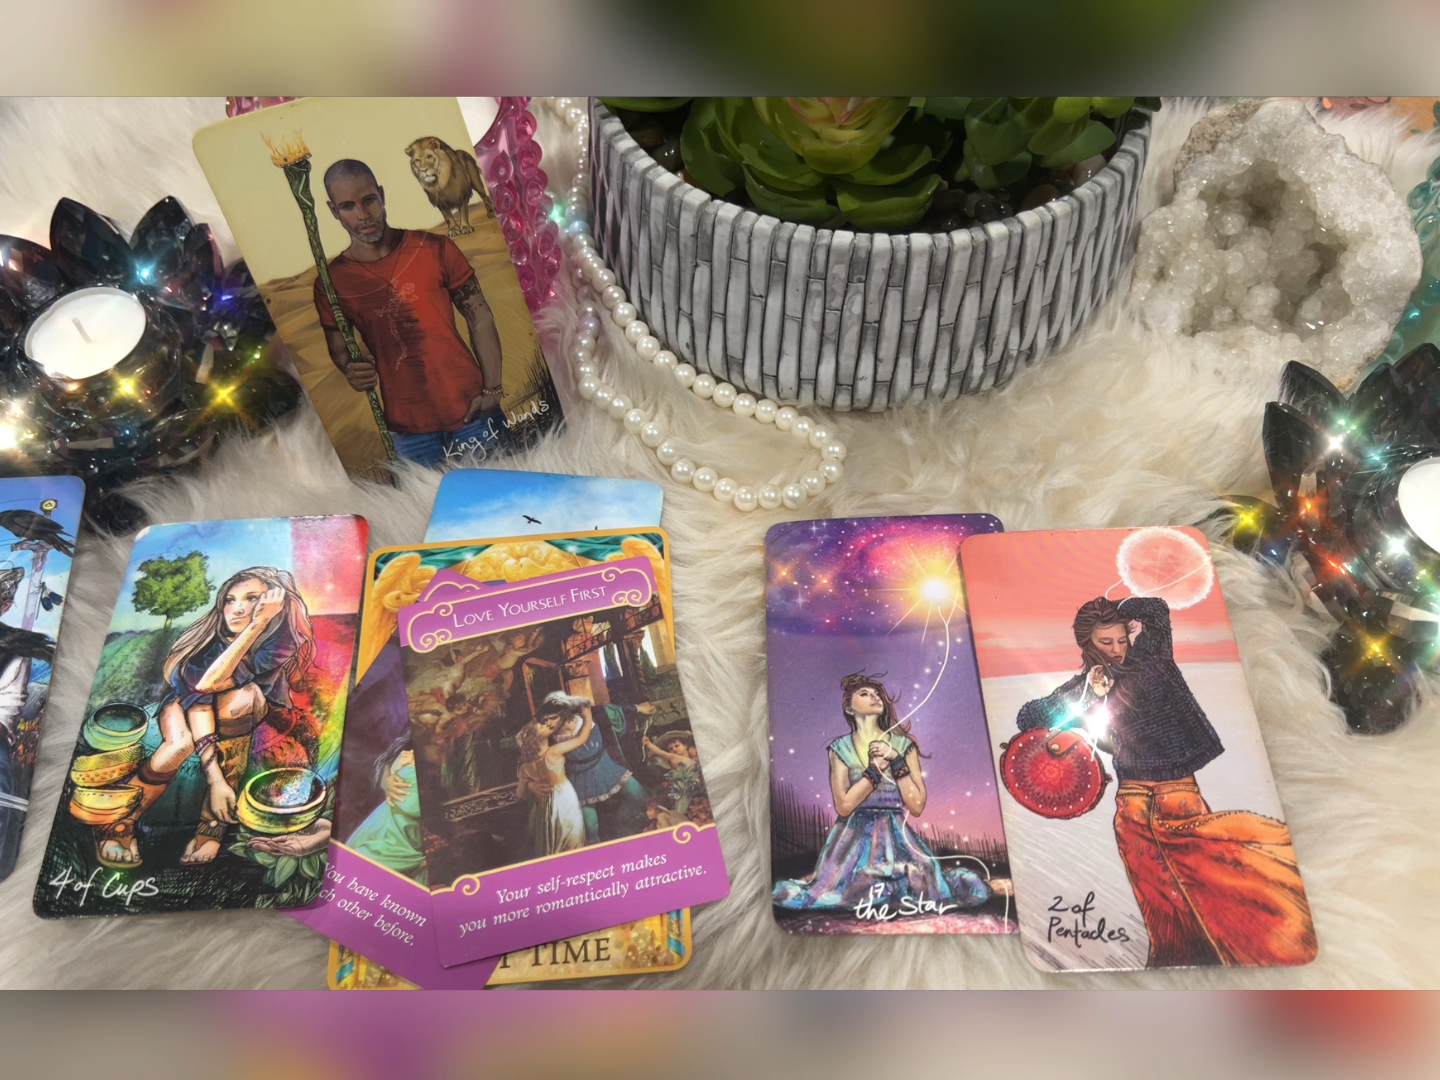 King of Wands
4 of Cups
LOVE YOURSELF FIRST
Your self-respect makes
you more romantically attractive.
You have known
ch other before.
TIME
17
the Star
2 of
Pentacles